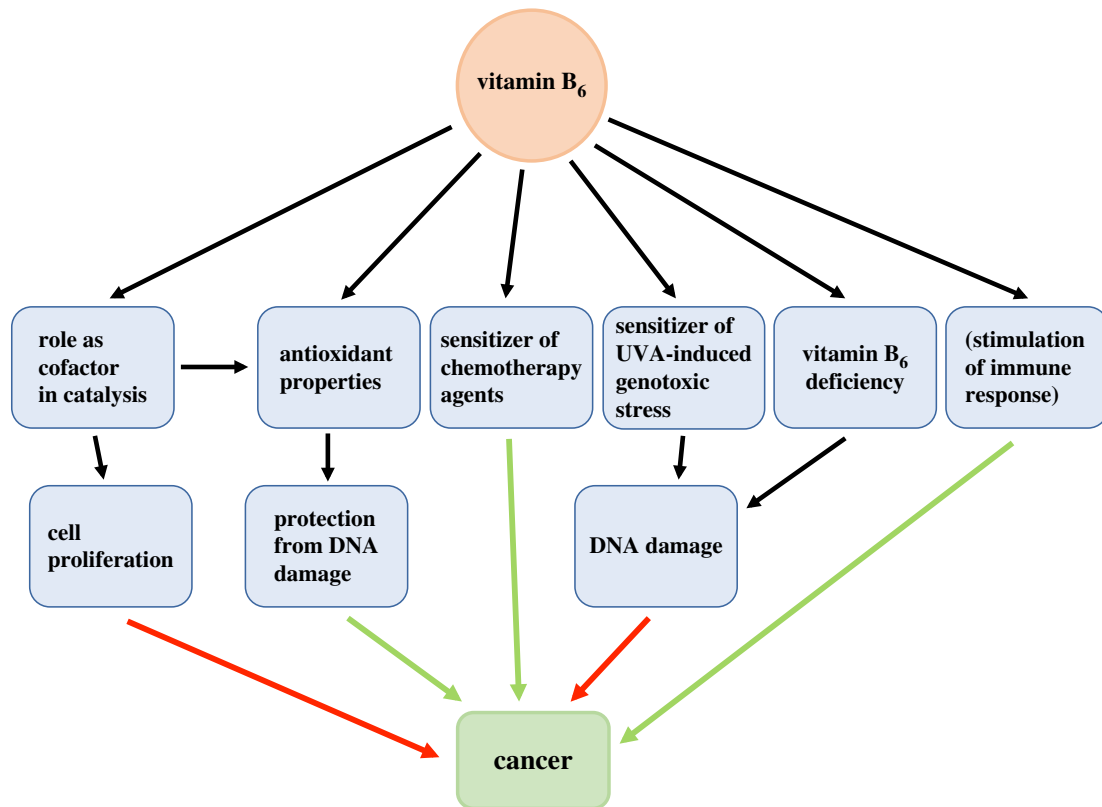 vitamin B₆
role as
cofactor
in catalysis
antioxidant
properties
sensitizer of
chemotherapy
agents
sensitizer of
UVA-induced
genotoxic
stress
vitamin B₆
deficiency
(stimulation
of immune
response)
cell
proliferation
protection
from DNA
damage
DNA damage
cancer